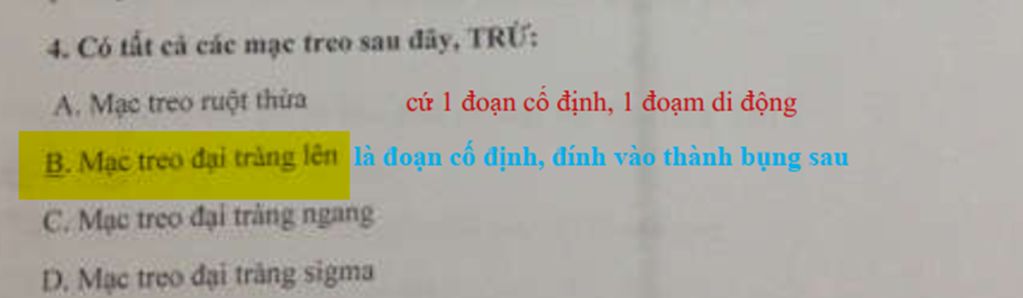 4. Có tất cả các mạc treo sau đây, TRỪ:
A. Mạc treo ruột thừa cứ 1 đoạn cố định, 1 đoạm di động
B. Mạc treo đại tràng lên là đoạn cố định, đính vào thành bụng sau
C. Mạc treo đại tràng ngang
D. Mạc treo đại tràng sigma